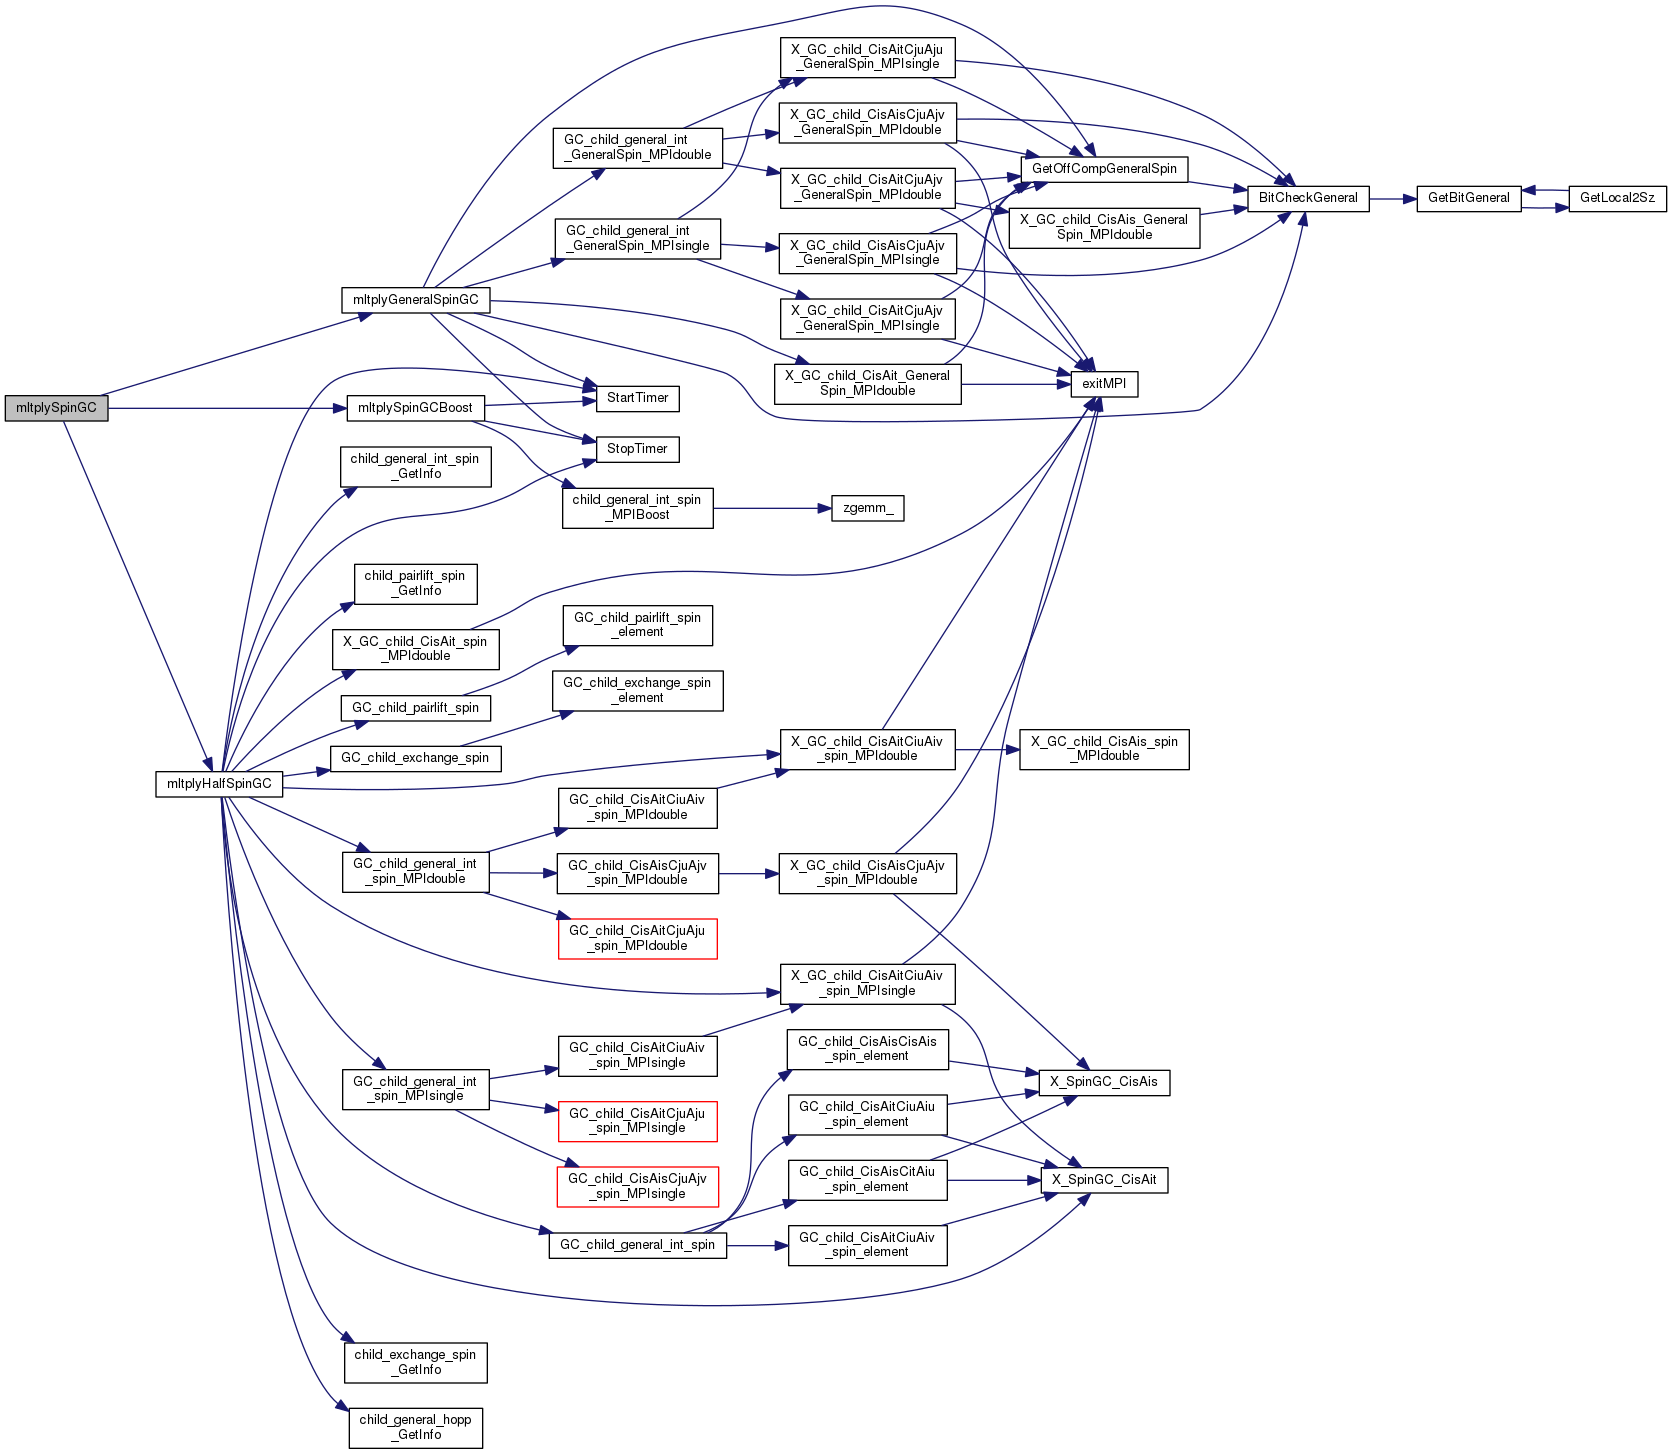 mltplySpinGC
mltplyGeneralSpinGC
mltplySpinGCBoost
child_general_int_spin
_GetInfo
child_pairlift_spin
_GetInfo
X_GC_child_CisAit_spin
_MPIdouble
GC_child_pairlift_spin
GC_child_exchange_spin
mltplyHalfSpinGC
GC_child_general_int
_spin_MPIdouble
GC_child_general_int
_spin_MPIsingle
child_exchange_spin
_GetInfo
child_general_hopp
_GetInfo
GC_child_general_int
_GeneralSpin_MPIdouble
GC_child_general_int
_GeneralSpin_MPIsingle
StartTimer
StopTimer
child_general_int_spin
_MPIBoost
GC_child_pairlift_spin
_element
GC_child_exchange_spin
_element
GC_child_CisAitCiuAiv
_spin_MPIdouble
GC_child_CisAisCjuAjv
_spin_MPIdouble
GC_child_CisAitCjuAju
_spin_MPIdouble
GC_child_CisAitCiuAiv
_spin_MPIsingle
GC_child_CisAitCjuAju
_spin_MPIsingle
GC_child_CisAisCjuAjv
_spin_MPIsingle
GC_child_general_int_spin
X_GC_child_CisAitCjuAju
_GeneralSpin_MPIsingle
X_GC_child_CisAisCjuAjv
_GeneralSpin_MPIdouble
X_GC_child_CisAitCjuAjv
_GeneralSpin_MPIdouble
X_GC_child_CisAisCjuAjv
_GeneralSpin_MPIsingle
X_GC_child_CisAitCjuAjv
_GeneralSpin_MPIsingle
X_GC_child_CisAit_General
Spin_MPIdouble
zgemm_
X_GC_child_CisAitCiuAiv
_spin_MPIdouble
X_GC_child_CisAisCjuAjv
_spin_MPIdouble
X_GC_child_CisAitCiuAiv
_spin_MPIsingle
GC_child_CisAisCisAis
_spin_element
GC_child_CisAitCiuAiu
_spin_element
GC_child_CisAisCitAiu
_spin_element
GC_child_CisAitCiuAiv
_spin_element
GetOffCompGeneralSpin
X_GC_child_CisAis_General
Spin_MPIdouble
exitMPI
X_GC_child_CisAis_spin
_MPIdouble
X_SpinGC_CisAis
X_SpinGC_CisAit
BitCheckGeneral
GetBitGeneral
GetLocal2Sz